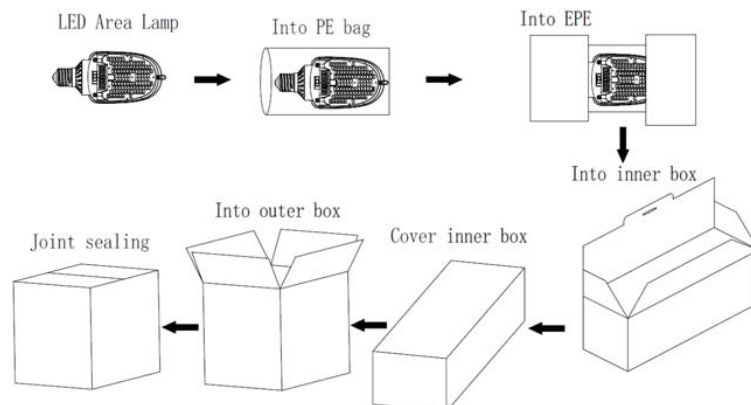 LED Area Lamp
Into PE bag
Into EPE
Into inner box
Cover inner box
Into outer box
Joint sealing